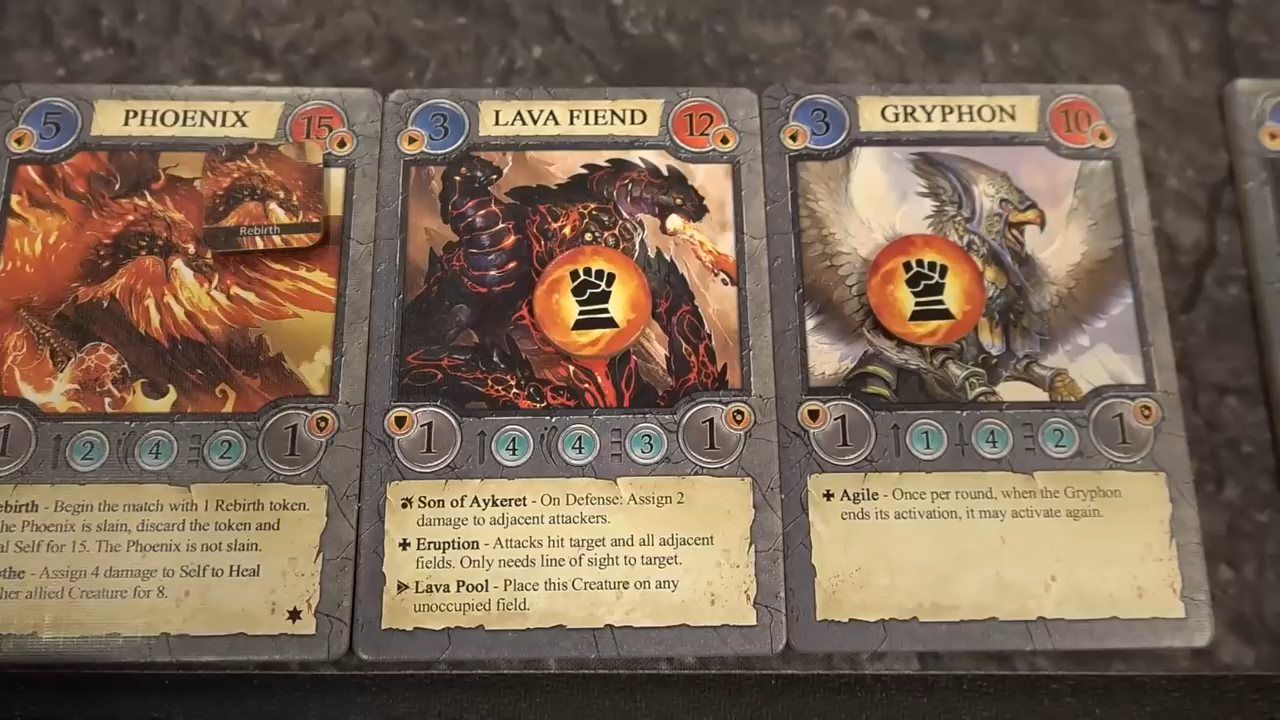 5
PHOENIX
15
Rebirth
1
2
4
2
1
ebirth - Begin the match with 1 Rebirth token.
he Phoenix is slain, discard the token and
al Self for 15. The Phoenix is not slain.
the - Assign 4 damage to Self to Heal
her allied Creature for 8.
3
LAVA FIEND
12
1
4
4
3
1
Son of Aykeret - On Defense: Assign 2
damage to adjacent attackers.
Eruption - Attacks hit target and all adjacent
fields. Only needs line of sight to target.
Lava Pool - Place this Creature on any
unoccupied field.
3
GRYPHON
10
1
1
4
2
1
Agile - Once per round, when the Gryphon
ends its activation, it may activate again.